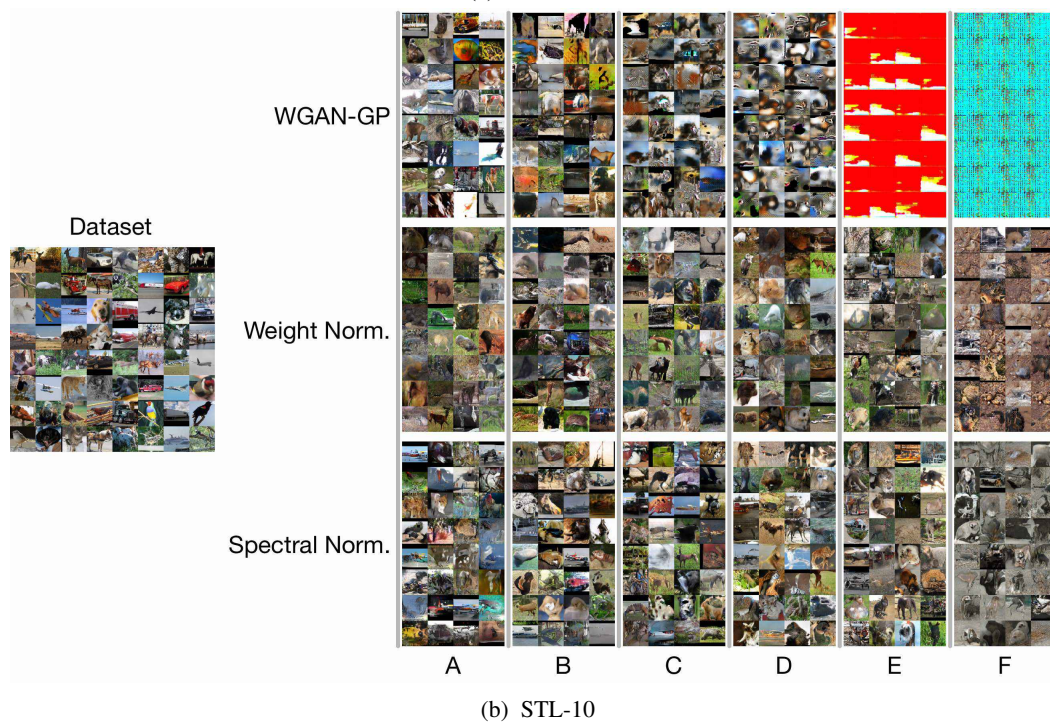 WGAN-GP
Dataset
Weight Norm.
Spectral Norm.
A B C D E F
(b) STL-10